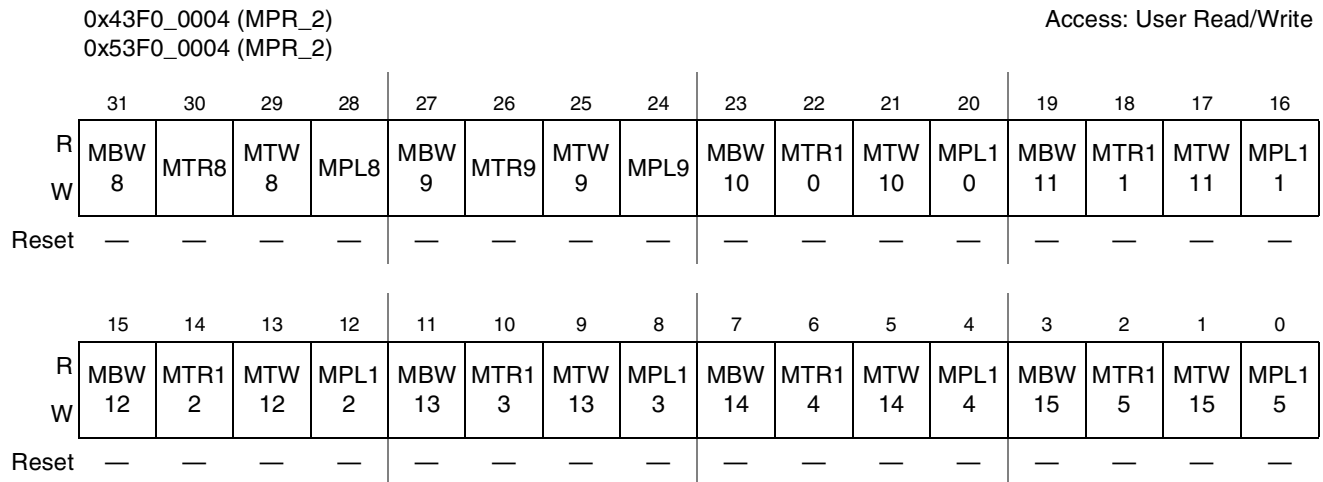 0x43F0_0004 (MPR_2) Access: User Read/Write
0x53F0_0004 (MPR_2)
31 30 29 28 27 26 25 24 23 22 21 20 19 18 17 16
R MBW MTR8 MTW MPL8 MBW MTR9 MTW MPL9 MBW MTR1 MTW MPL1 MBW MTR1 MTW MPL1
W 8 8 9 9 10 0 10 0 11 1 11 1
Reset — — — — — — — — — — — — — — — —
15 14 13 12 11 10 9 8 7 6 5 4 3 2 1 0
R MBW MTR1 MTW MPL1 MBW MTR1 MTW MPL1 MBW MTR1 MTW MPL1 MBW MTR1 MTW MPL1
W 12 2 12 2 13 3 13 3 14 4 14 4 15 5 15 5
Reset — — — — — — — — — — — — — — — —